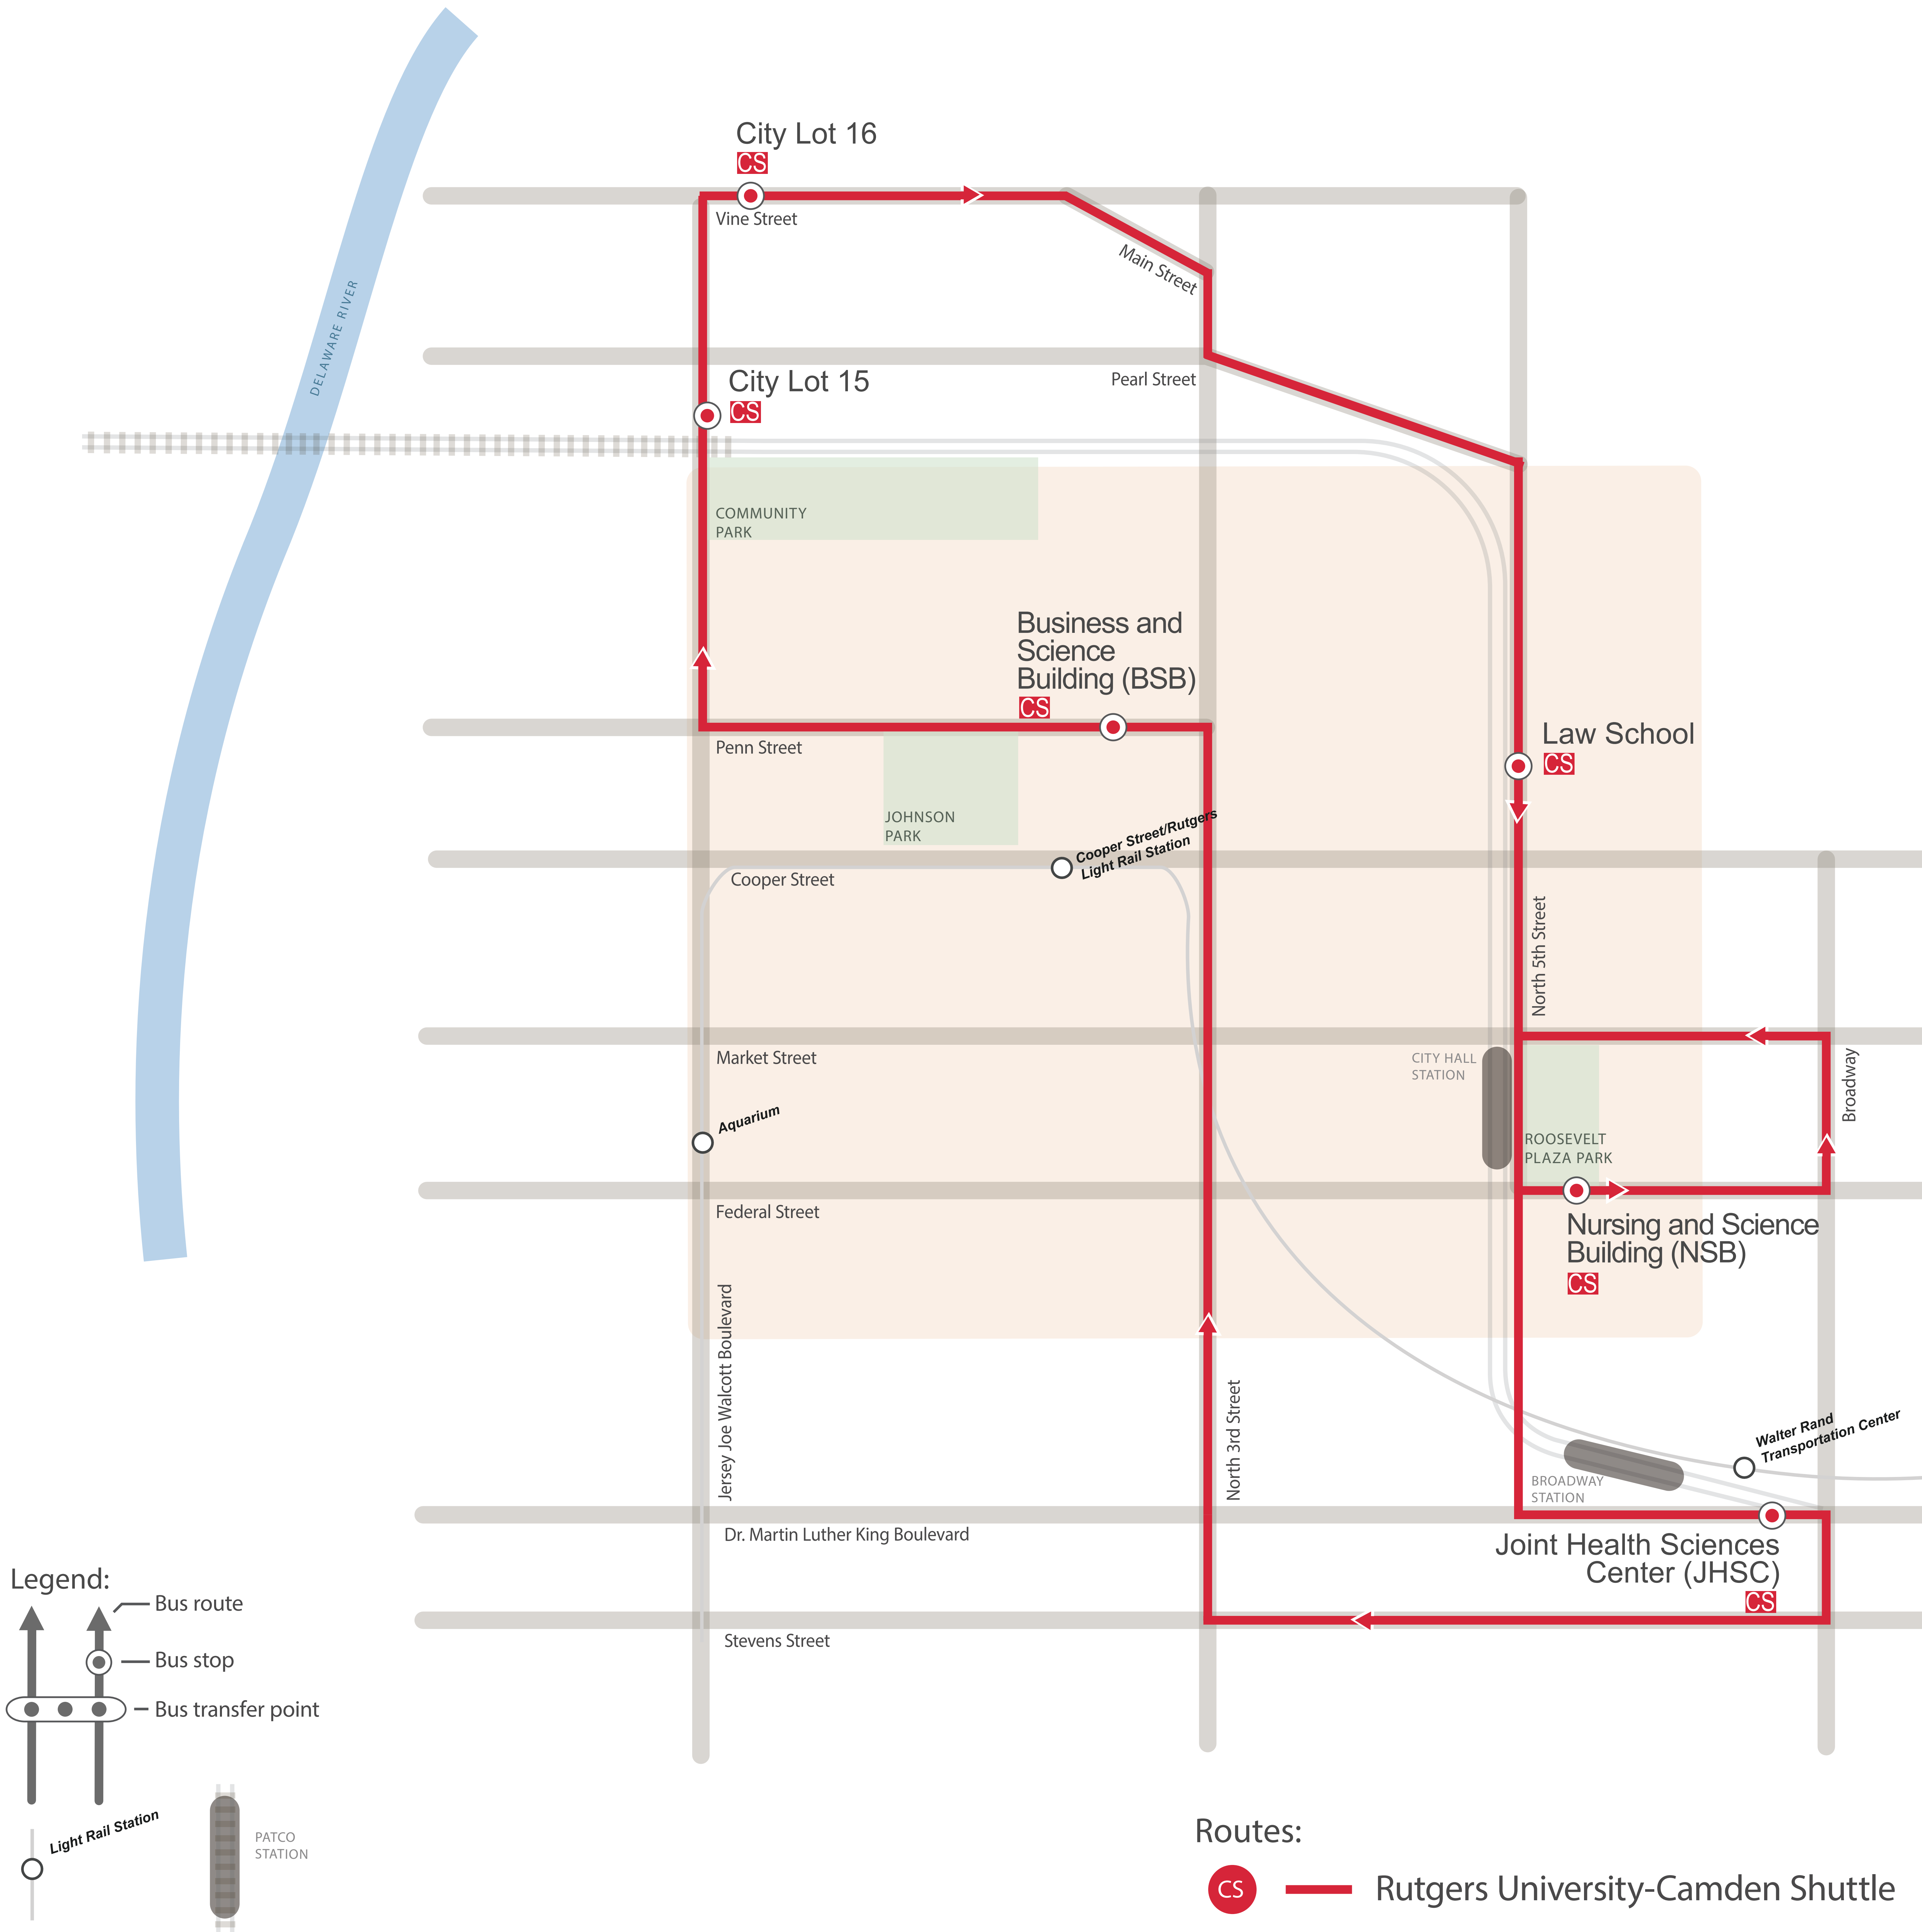 City Lot 16
CS
Vine Street
Main Street
DELAWARE RIVER
Pearl Street
City Lot 15
CS
COMMUNITY
PARK
Business and
Science
Building (BSB)
CS
Law School
CS
Penn Street
JOHNSON
PARK
Cooper Street/Rutgers
Light Rail Station
Cooper Street
North 5th Street
Market Street
CITY HALL
STATION
Broadway
Aquarium
ROOSEVELT
PLAZA PARK
Federal Street
Nursing and Science
Building (NSB)
CS
Jersey Joe Walcott Boulevard
North 3rd Street
Walter Rand
Transportation Center
BROADWAY
STATION
Dr. Martin Luther King Boulevard
Joint Health Sciences
Center (JHSC)
CS
Stevens Street
Legend:
Bus route
Bus stop
Bus transfer point
Light Rail Station
PATCO
STATION
Routes:
CS
Rutgers University-Camden Shuttle